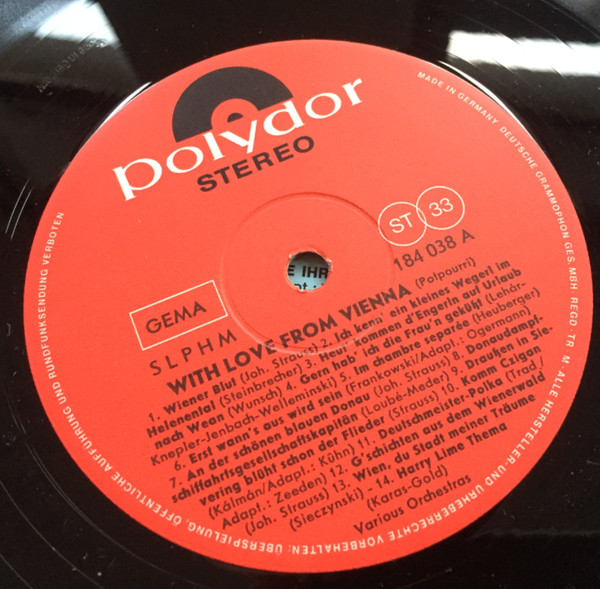 polydor
STEREO
ST 33
184 038 A
GEMA
SLPHM
E IHR
WITH LOVE FROM VIENNA (Potpourri)
1. Wiener Blut (Joh. Strauss) 2. Ich kenn' ein kleines Wegerl im
Helenental (Steinbrecher) 3. Heut' kommen d'Engerln auf Urlaub
nach Wean (Wunsch) 4. Gern hab' ich die Frau'n geküßt (Lehár-
Knepler-Jenbach-Welleminski) 5. Im chambre separée (Heuberger)
6. Erst wann's aus wird sein (Frankowski/Adapt.: Ogermann)
7. An der schönen blauen Donau (Joh. Strauss) 8. Donaudampf-
schiffahrtsgesellschaftskapitän (Laubé-Meder) 9. Draußen in Sie-
vering blüht schon der Flieder (Strauss) 10. Komm Czigan
(Kálmán/Adapt.: Kühn) 11. Deutschmeister-Polka (Trad./
Adapt.: Zeeden) 12. G'schichten aus dem Wienerwald
(Joh. Strauss) 13. Wien, du Stadt meiner Träume
(Sieczynski) - 14. Harry Lime Thema
(Karas-Gold)
Various Orchestras
MADE IN GERMANY · DEUTSCHE GRAMMOPHON GES. MBH · REGD. · TR. M · ALLE HERSTELLER- UND URHEBERRECHTE VORBEHALTEN: ÜBERSPIELUNG, ÖFFENTLICHE AUFFÜHRUNG UND RUNDFUNKSENDUNG VERBOTEN